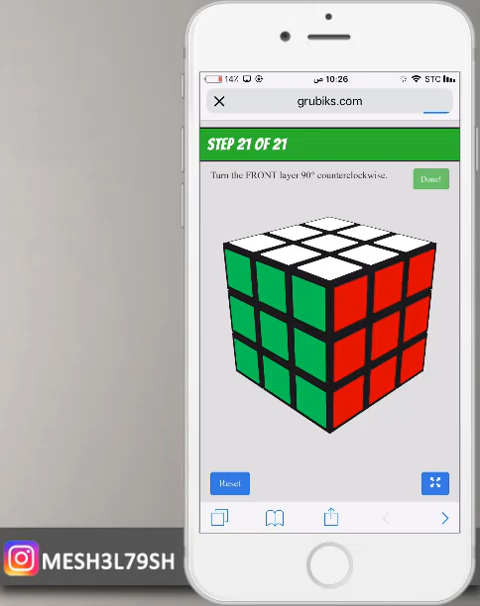 14% 10:26 ص STC
grubiks.com
STEP 21 OF 21
Turn the FRONT layer 90° counterclockwise.
Done!
Reset
MESH3L79SH